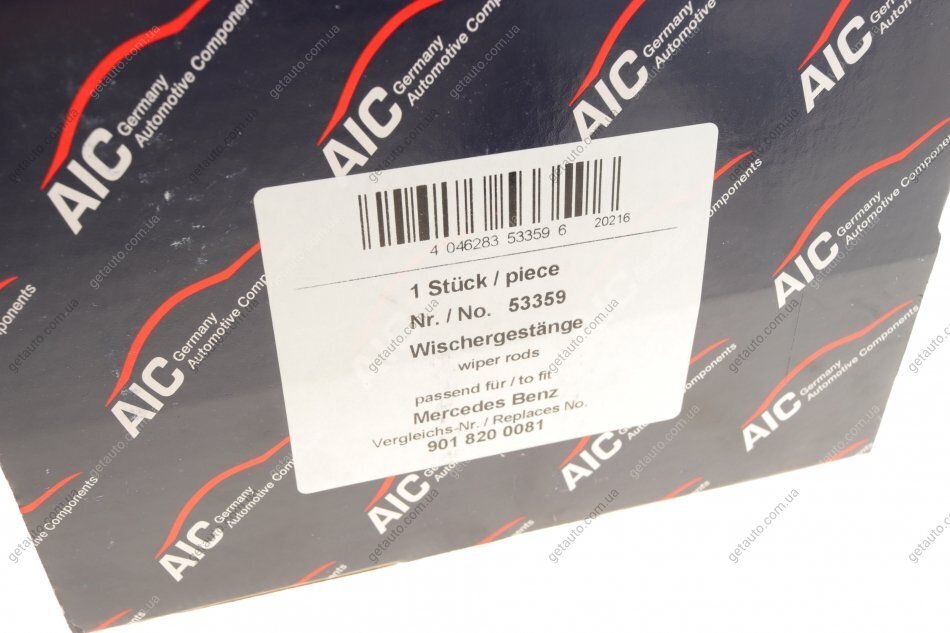 AIC Germany
Automotive Components
4 046283 53359 6
20216
1 Stück / piece
Nr. / No. 53359
Wischergestänge
wiper rods
passend für / to fit
Mercedes Benz
Vergleichs-Nr. / Replaces No.
901 820 0081
getauto.com.ua